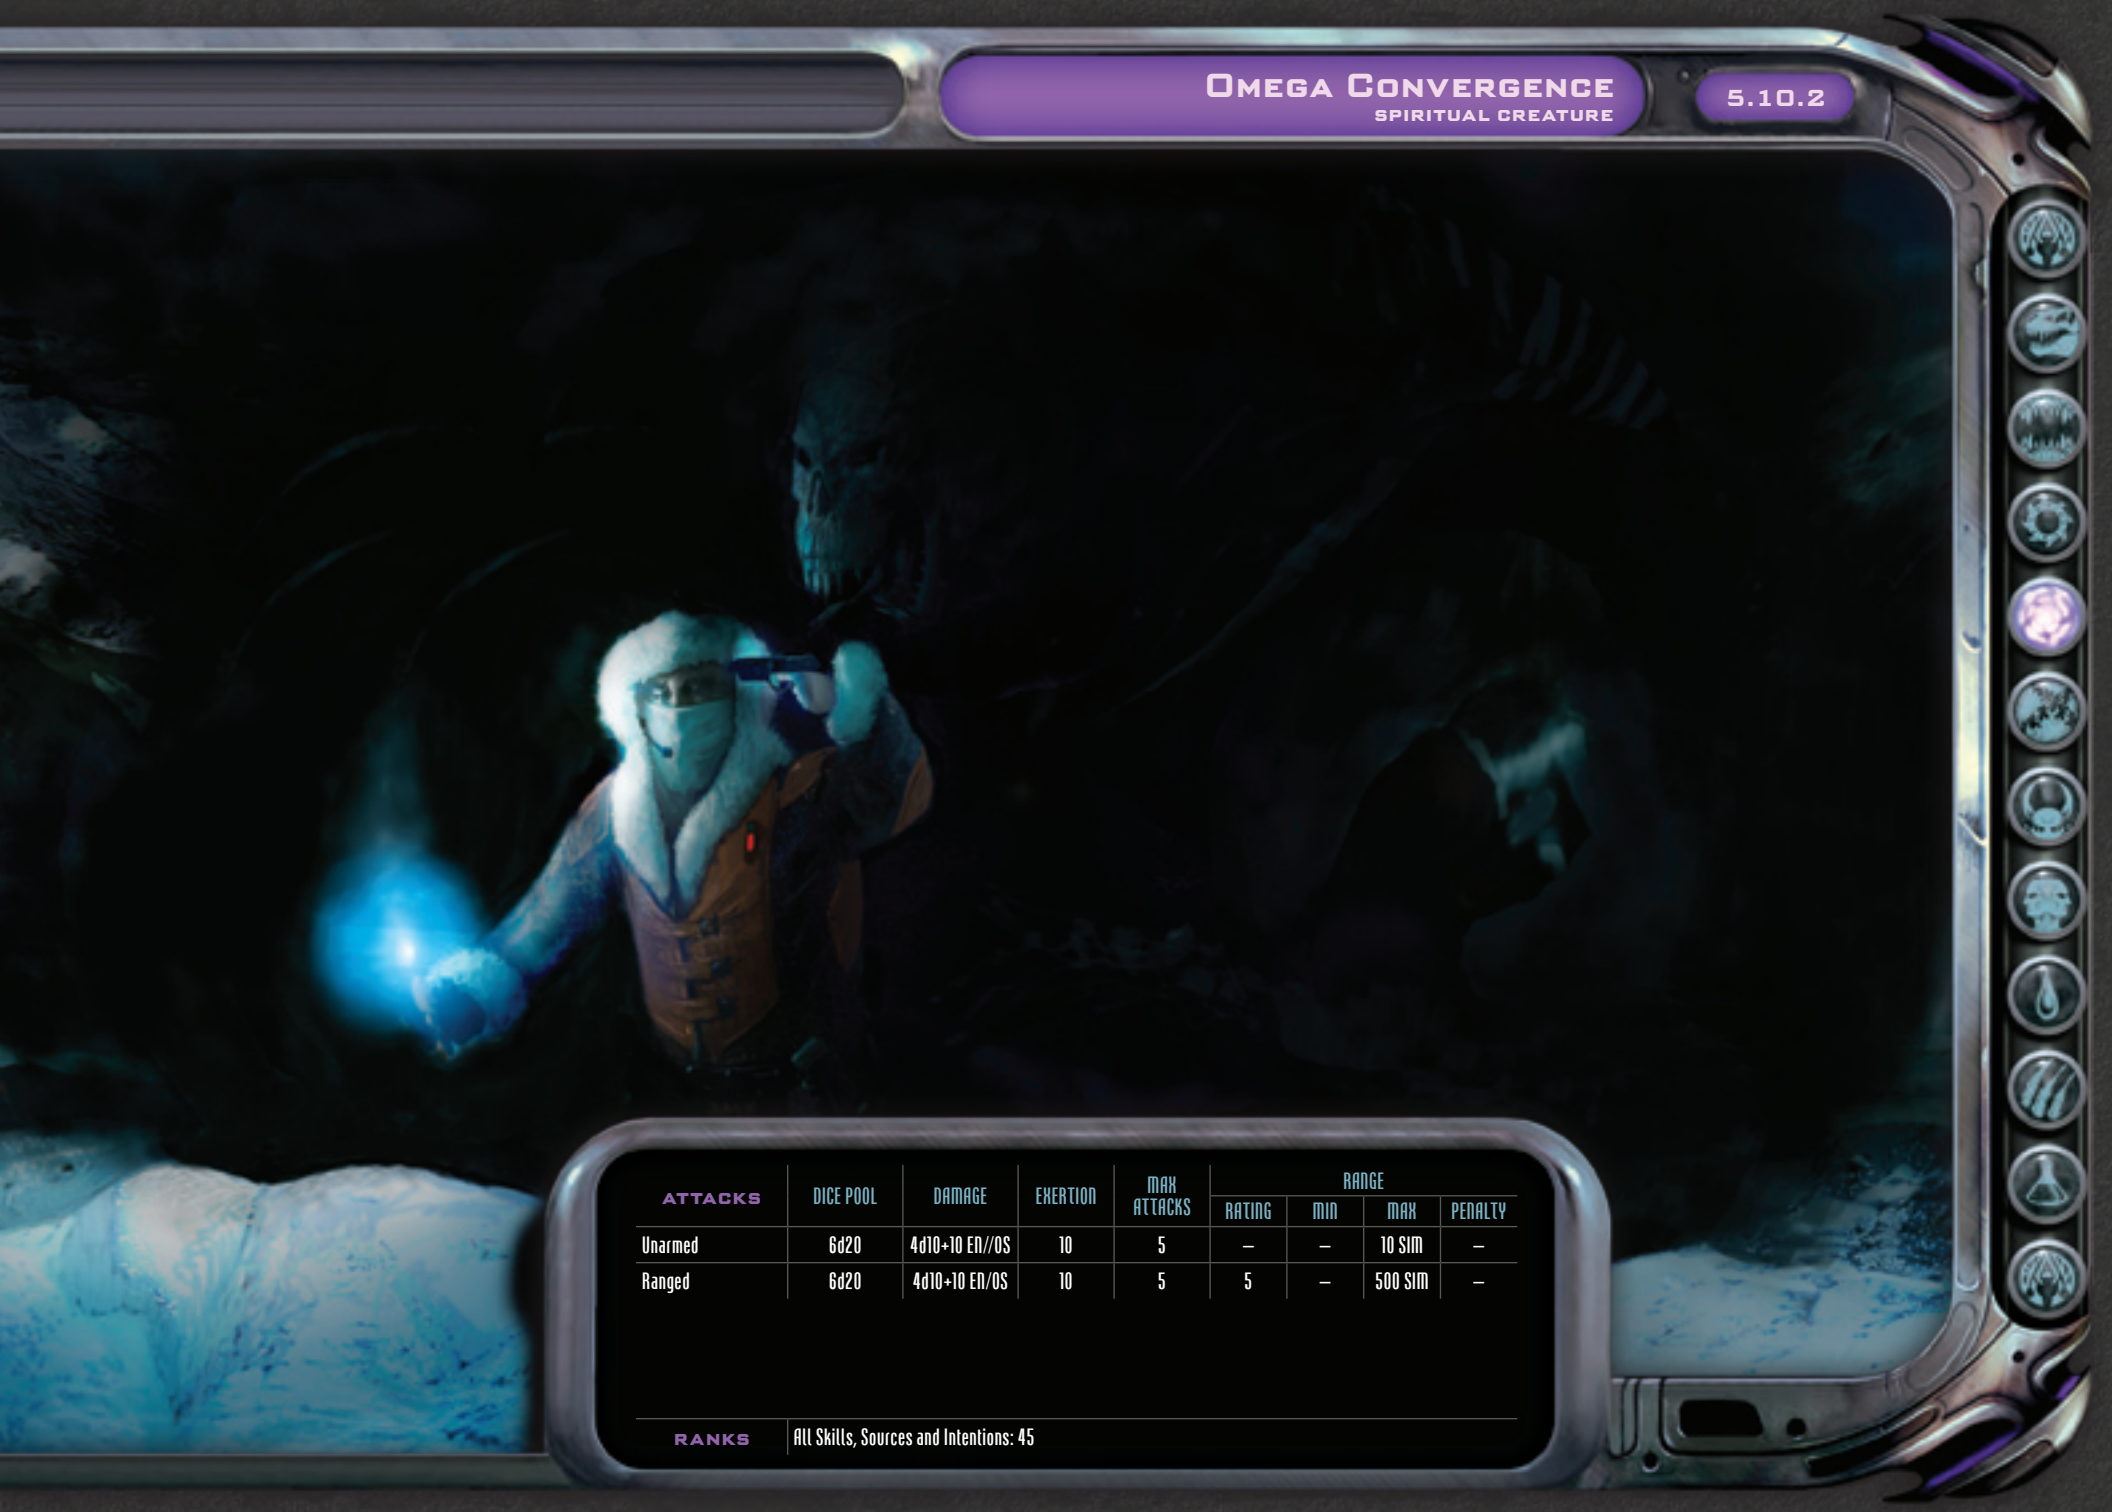 Omega Convergence
spiritual creature
5.10.2
ATTACKS DICE POOL DAMAGE EXERTION MAX ATTACKS RANGE
RATING MIN MAX PENALTY
Unarmed 6d20 4d10+10 EN//OS 10 5 – – 10 SIM –
Ranged 6d20 4d10+10 EN/OS 10 5 5 – 500 SIM –
RANKS All Skills, Sources and Intentions: 45